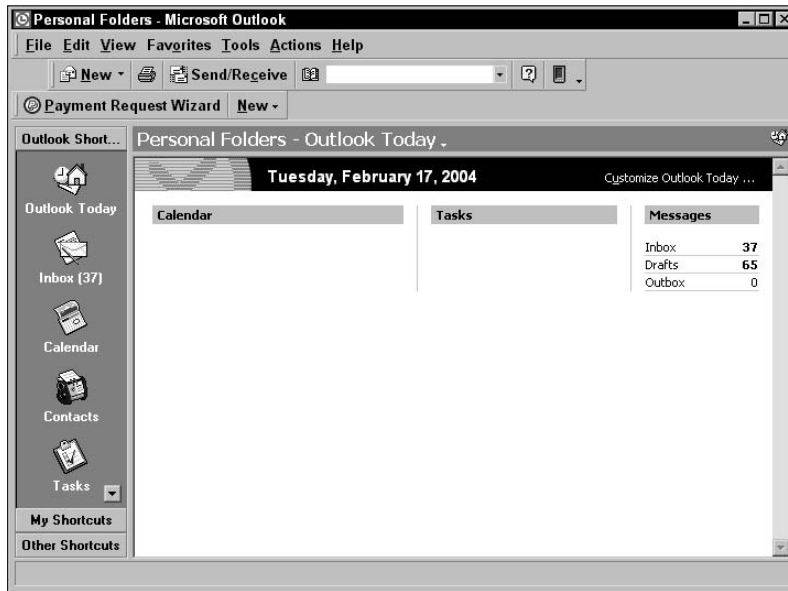 Personal Folders - Microsoft Outlook
File Edit View Favorites Tools Actions Help
New Send/Receive
Payment Request Wizard New
Outlook Short... Personal Folders - Outlook Today
Tuesday, February 17, 2004 Customize Outlook Today ...
Outlook Today
Calendar Tasks Messages
Inbox 37
Drafts 65
Outbox 0
Inbox (37)
Calendar
Contacts
Tasks
My Shortcuts
Other Shortcuts